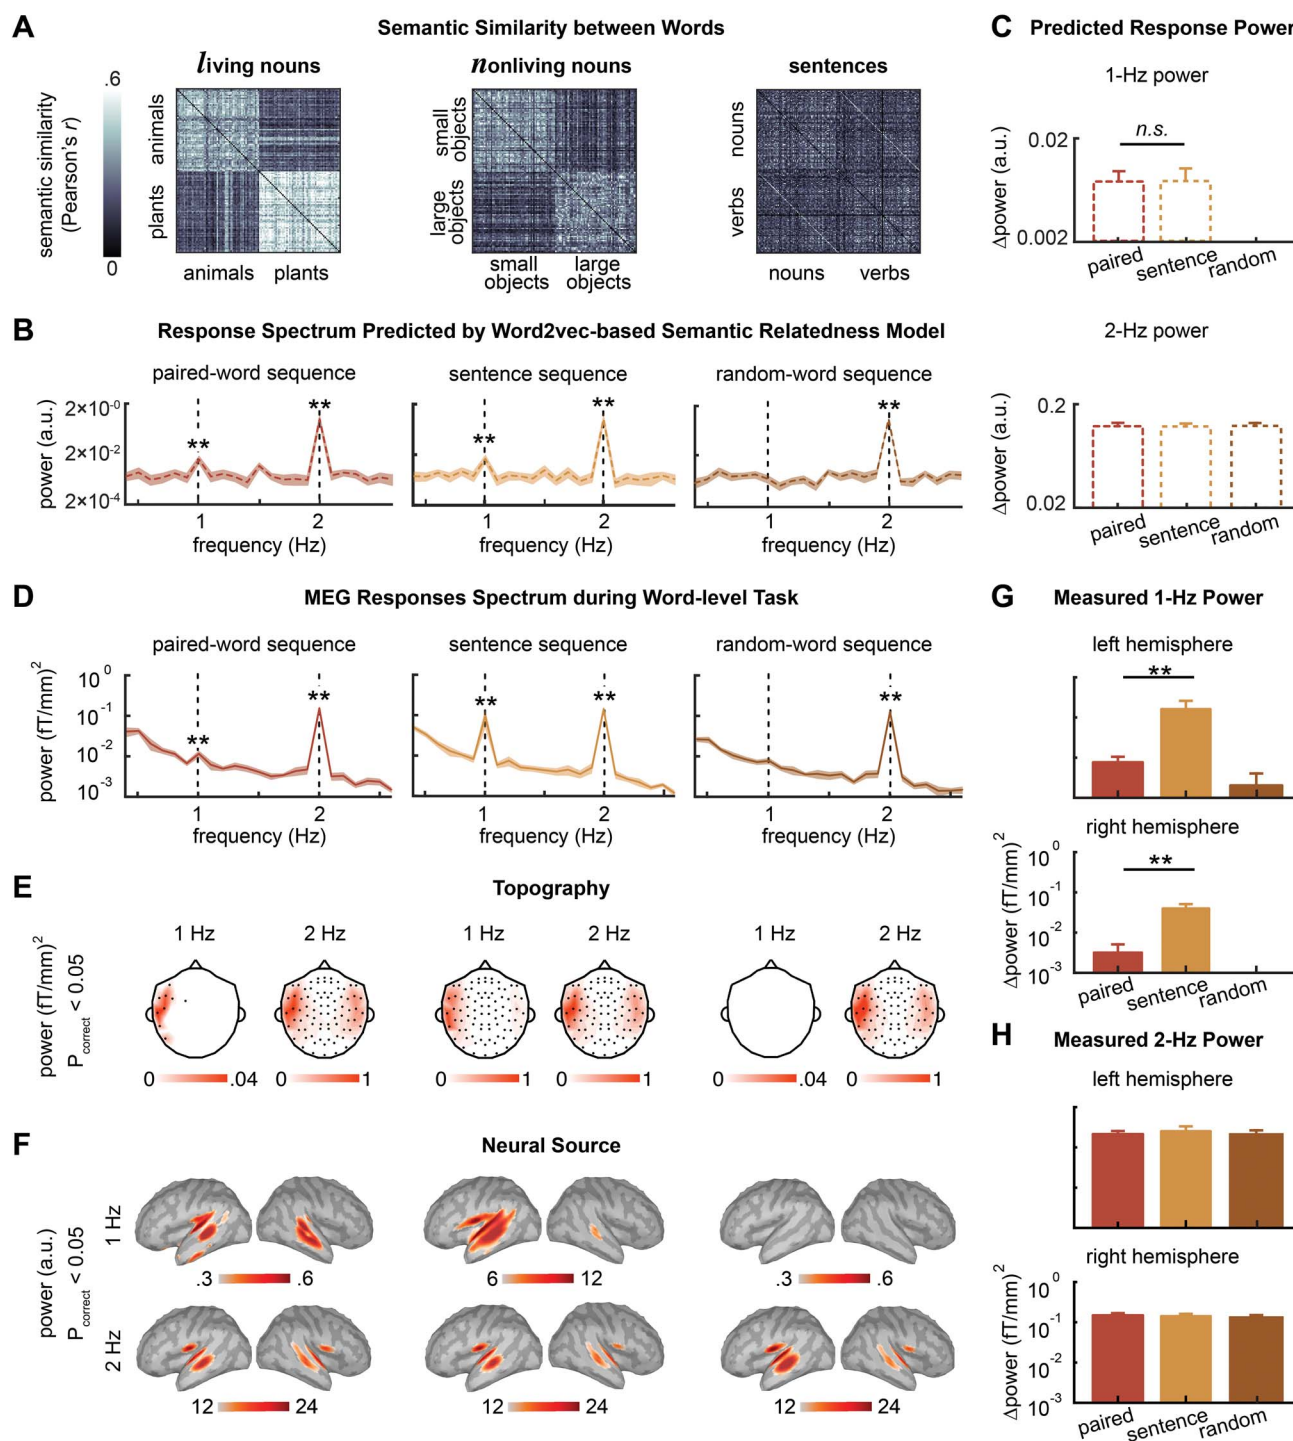 A
Semantic Similarity between Words
semantic similarity
(Pearson's r)
.6
0
living nouns
animals
plants
animals
plants
nonliving nouns
small
objects
large
objects
small
objects
large
objects
sentences
nouns
verbs
nouns
verbs
C Predicted Response Power
1-Hz power
Δpower (a.u.)
0.02
0.002
n.s.
paired
sentence
random
2-Hz power
Δpower (a.u.)
0.2
0.02
paired
sentence
random
B
Response Spectrum Predicted by Word2vec-based Semantic Relatedness Model
paired-word sequence
sentence sequence
random-word sequence
power (a.u.)
2×10⁻⁰
2×10⁻²
2×10⁻⁴
** **
** **
**
1 2
1 2
1 2
frequency (Hz)
frequency (Hz)
frequency (Hz)
D
MEG Responses Spectrum during Word-level Task
paired-word sequence
sentence sequence
random-word sequence
power (fT/mm)²
10⁰
10⁻¹
10⁻²
10⁻³
** **
** **
**
1 2
1 2
1 2
frequency (Hz)
frequency (Hz)
frequency (Hz)
G Measured 1-Hz Power
left hemisphere
**
right hemisphere
**
Δpower (fT/mm)²
10⁰
10⁻¹
10⁻²
10⁻³
paired
sentence
random
E
Topography
power (fT/mm)²
Pcorrect < 0.05
1 Hz 2 Hz
1 Hz 2 Hz
1 Hz 2 Hz
0 .04 0 1
0 1 0 1
0 .04 0 1
H Measured 2-Hz Power
left hemisphere
right hemisphere
Δpower (fT/mm)²
10⁰
10⁻¹
10⁻²
10⁻³
paired
sentence
random
F
Neural Source
power (a.u.)
Pcorrect < 0.05
1 Hz
.3 .6
6 12
.3 .6
2 Hz
12 24
12 24
12 24